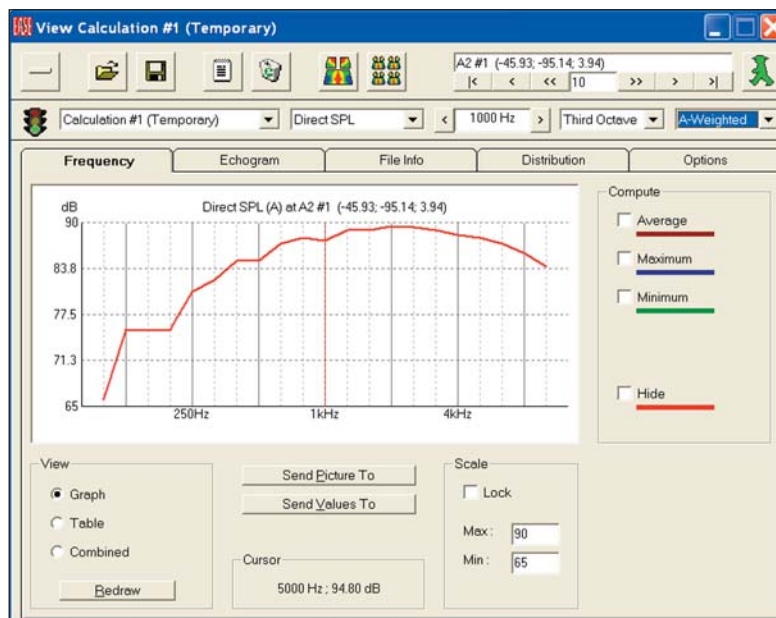 EASE View Calculation #1 (Temporary)
A2 #1 (-45.93; -95.14; 3.94)
|< < << 10 >> > >|
Calculation #1 (Temporary) Direct SPL < 1000 Hz > Third Octave A-Weighted
Frequency Echogram File Info Distribution Options
dB Direct SPL (A) at A2 #1 (-45.93; -95.14; 3.94)
90
83.8
77.5
71.3
65
250Hz 1kHz 4kHz
Compute
Average
Maximum
Minimum
Hide
View
Graph
Table
Combined
Redraw
Send Picture To
Send Values To
Cursor
5000 Hz ; 94.80 dB
Scale
Lock
Max : 90
Min : 65